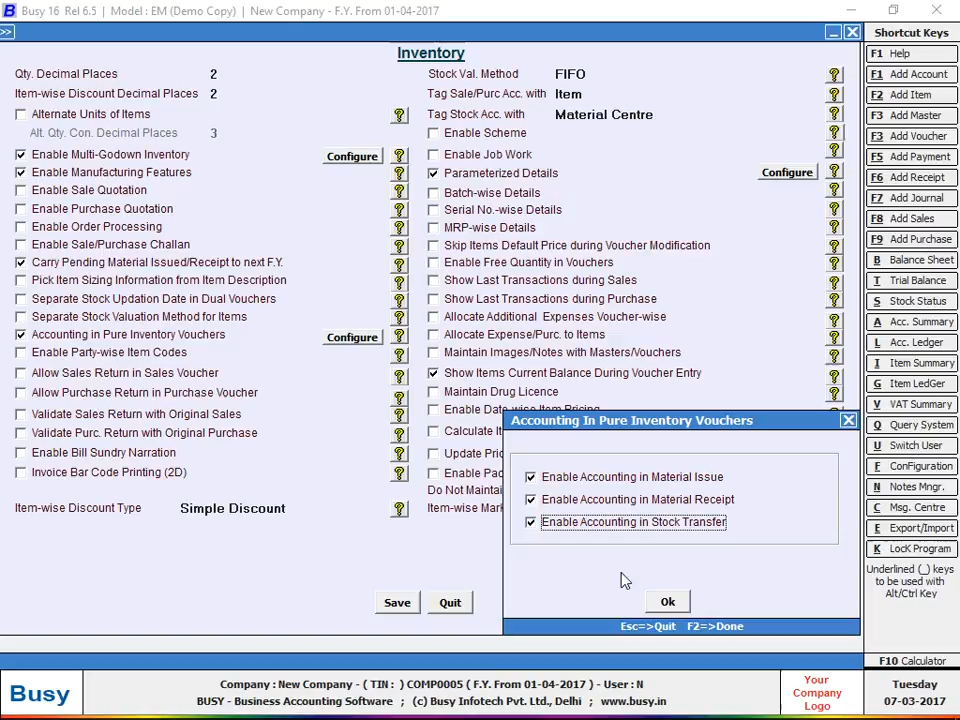 Busy 16 Rel 6.5 | Model : EM (Demo Copy) | New Company - F.Y. From 01-04-2017
>>
Inventory
Qty. Decimal Places 2
Item-wise Discount Decimal Places 2
Alternate Units of Items
Alt. Qty. Con. Decimal Places 3
Enable Multi-Godown Inventory Configure
Enable Manufacturing Features
Enable Sale Quotation
Enable Purchase Quotation
Enable Order Processing
Enable Sale/Purchase Challan
Carry Pending Material Issued/Receipt to next F.Y.
Pick Item Sizing Information from Item Description
Separate Stock Updation Date in Dual Vouchers
Separate Stock Valuation Method for Items
Accounting in Pure Inventory Vouchers Configure
Enable Party-wise Item Codes
Allow Sales Return in Sales Voucher
Allow Purchase Return in Purchase Voucher
Validate Sales Return with Original Sales
Validate Purc. Return with Original Purchase
Enable Bill Sundry Narration
Invoice Bar Code Printing (2D)
Item-wise Discount Type Simple Discount
Stock Val. Method FIFO
Tag Sale/Purc Acc. with Item
Tag Stock Acc. with Material Centre
Enable Scheme
Enable Job Work
Parameterized Details Configure
Batch-wise Details
Serial No.-wise Details
MRP-wise Details
Skip Items Default Price during Voucher Modification
Enable Free Quantity in Vouchers
Show Last Transactions during Sales
Show Last Transactions during Purchase
Allocate Additional Expenses Voucher-wise
Allocate Expense/Purc. to Items
Maintain Images/Notes with Masters/Vouchers
Show Items Current Balance During Voucher Entry
Maintain Drug Licence
Enable Date-wise Item Pricing
Calculate
Update
Enable
Do Not Maintai
Item-wise
Save Quit
Accounting In Pure Inventory Vouchers
Enable Accounting in Material Issue
Enable Accounting in Material Receipt
Enable Accounting in Stock Transfer
Ok
Esc=>Quit F2=>Done
Shortcut Keys
F1 Help
F1 Add Account
F2 Add Item
F3 Add Master
F3 Add Voucher
F5 Add Payment
F6 Add Receipt
F7 Add Journal
F8 Add Sales
F9 Add Purchase
B Balance Sheet
T Trial Balance
S Stock Status
A Acc. Summary
L Acc. Ledger
I Item Summary
G Item LedGer
V VAT Summary
Q Query System
U Switch User
F Configuration
N Notes Mngr.
C Msg. Centre
E Export/Import
K LocK Program
Underlined (_) keys
to be used with
Alt/Ctrl Key
F10 Calculator
Busy
Company : New Company - ( TIN : ) COMP0005 ( F.Y. From 01-04-2017 ) - User : N
BUSY - Business Accounting Software ; (c) Busy Infotech Pvt. Ltd., Delhi ; www.busy.in
Your
Company
Logo
Tuesday
07-03-2017